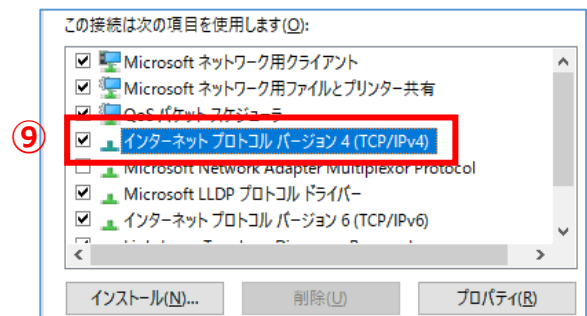 この接続は次の項目を使用します(O):
Microsoft ネットワーク用クライアント
Microsoft ネットワーク用ファイルとプリンター共有
QoS パケット スケジューラ
⑨
インターネット プロトコル バージョン 4 (TCP/IPv4)
Microsoft Network Adapter Multiplexor Protocol
Microsoft LLDP プロトコル ドライバー
インターネット プロトコル バージョン 6 (TCP/IPv6)
インストール(N)...
削除(U)
プロパティ(R)